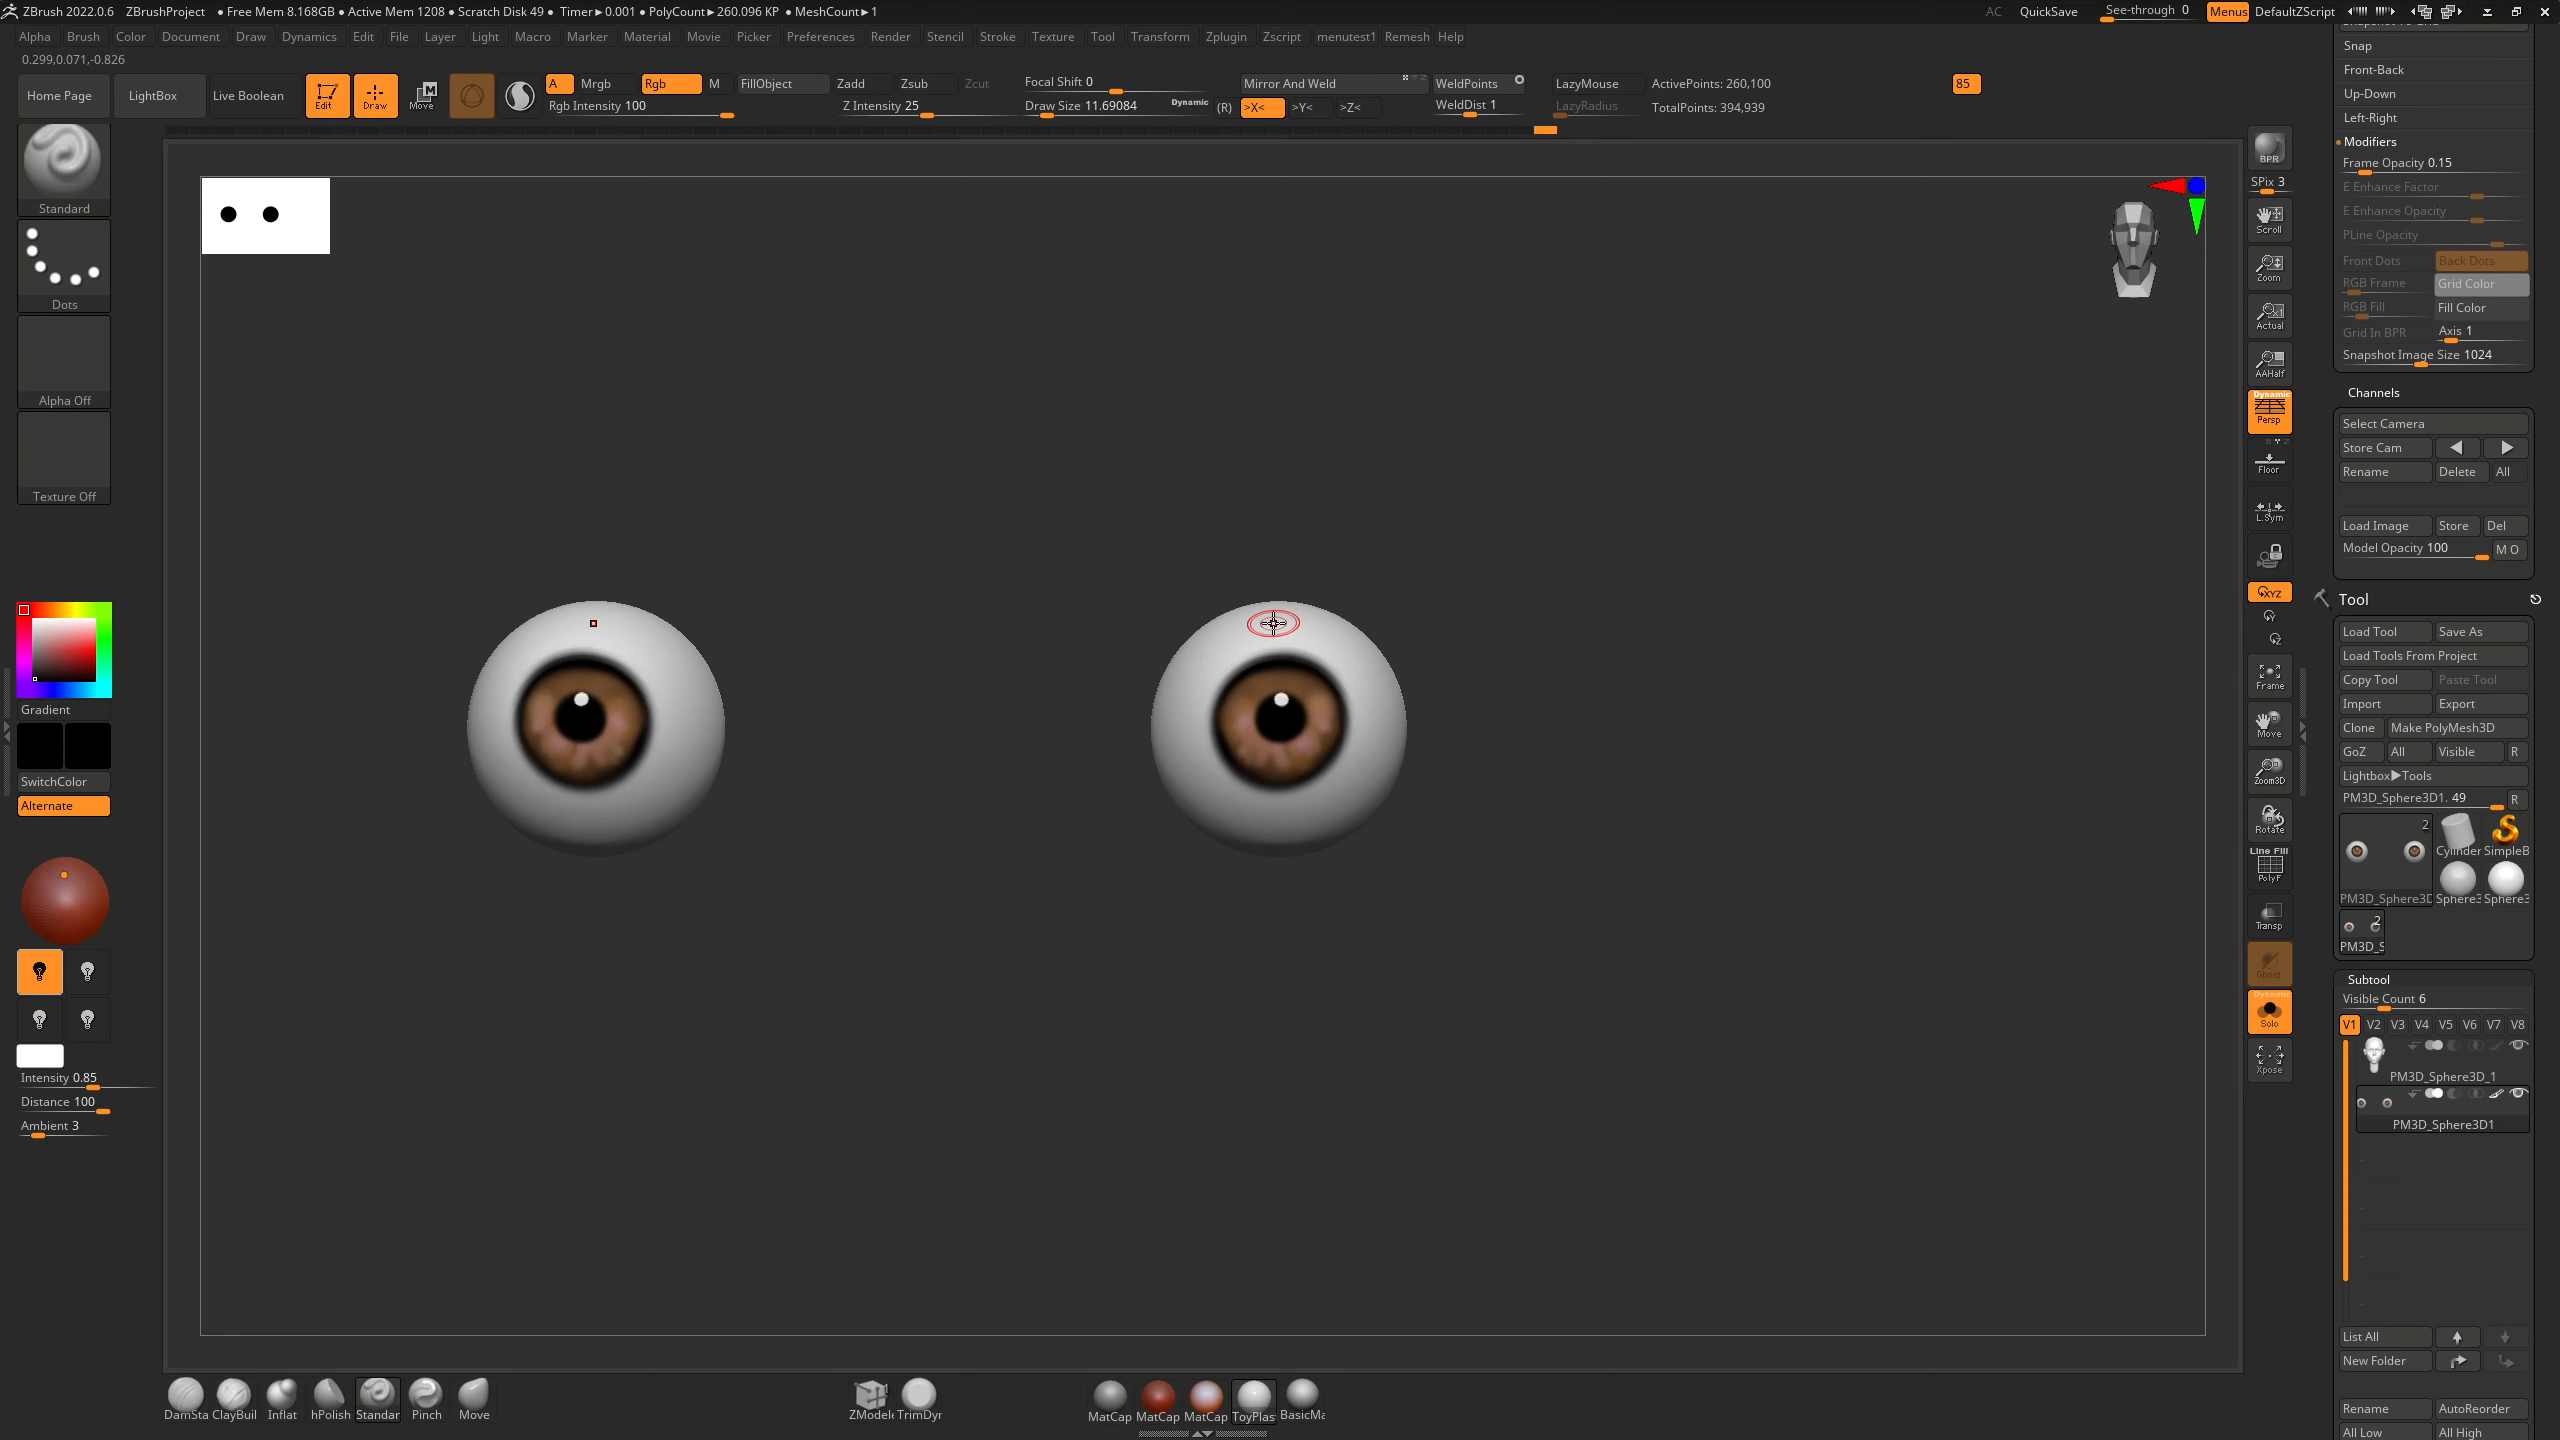 ZBrush 2022.0.6 ZBrushProject • Free Mem 8.168GB • Active Mem 1208 • Scratch Disk 49 • Timer►0.001 • PolyCount►260.096 KP • MeshCount►1 AC QuickSave See-through 0 Menus DefaultZScript
Alpha Brush Color Document Draw Dynamics Edit File Layer Light Macro Marker Material Movie Picker Preferences Render Stencil Stroke Texture Tool Transform Zplugin Zscript menutest1 Remesh Help
0.299,0.071,-0.826
Home Page LightBox Live Boolean Edit Draw Move
A Mrgb Rgb M FillObject Zadd Zsub Zcut Focal Shift 0 Mirror And Weld WeldPoints LazyMouse ActivePoints: 260,100 85
Rgb Intensity 100 Z Intensity 25 Draw Size 11.69084 Dynamic (R) >X< >Y< >Z< WeldDist 1 LazyRadius TotalPoints: 394,939
Standard
Dots
Alpha Off
Texture Off
Gradient
SwitchColor
Alternate
Intensity 0.85
Distance 100
Ambient 3
BPR
SPix 3
Scroll
Zoom
Actual
AAHalf
Dynamic
Persp
Floor
L.Sym
XYZ
Y
Z
Frame
Move
Zoom3D
Rotate
Line Fill
PolyF
Transp
Ghost
Dynamic
Solo
Xpose
Snap
Front-Back
Up-Down
Left-Right
Modifiers
Frame Opacity 0.15
E Enhance Factor
E Enhance Opacity
PLine Opacity
Front Dots Back Dots
RGB Frame Grid Color
RGB Fill Fill Color
Grid In BPR Axis 1
Snapshot Image Size 1024
Channels
Select Camera
Store Cam
Rename Delete All
Load Image Store Del
Model Opacity 100 M O
Tool
Load Tool Save As
Load Tools From Project
Copy Tool Paste Tool
Import Export
Clone Make PolyMesh3D
GoZ All Visible R
Lightbox►Tools
PM3D_Sphere3D1. 49 R
2
Cylinder SimpleB
PM3D_Sphere3D Sphere3 Sphere3
2
PM3D_S
Subtool
Visible Count 6
V1 V2 V3 V4 V5 V6 V7 V8
PM3D_Sphere3D_1
PM3D_Sphere3D1
List All
New Folder
Rename AutoReorder
All Low All High
DamSta ClayBuil Inflat hPolish Standar Pinch Move ZModele TrimDyr MatCap MatCap MatCap ToyPlas BasicMa